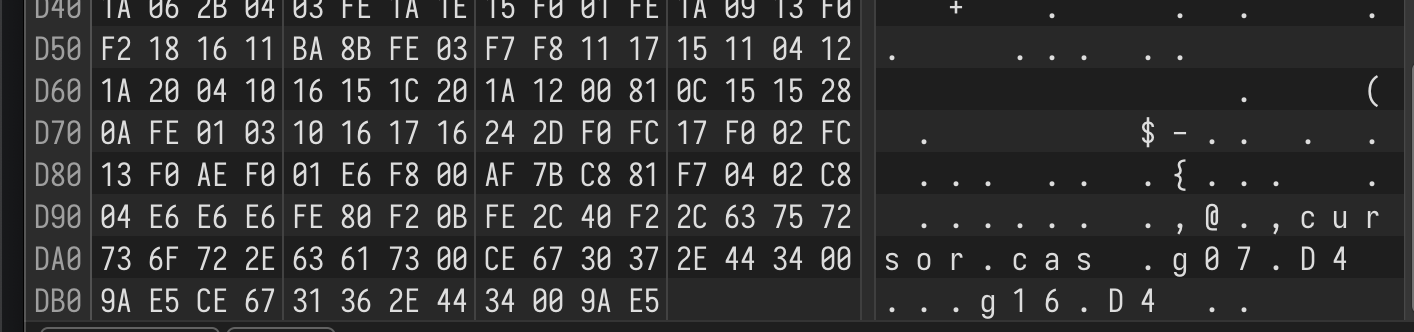 D40 1A 06 2B 04 03 FE 1A 1E 15 F0 01 FE 1A 09 13 F0 + . . . .
D50 F2 18 16 11 BA 8B FE 03 F7 F8 11 17 15 11 04 12 . . . . . .
D60 1A 20 04 10 16 15 1C 20 1A 12 00 81 0C 15 15 28 . (
D70 0A FE 01 03 10 16 17 16 24 2D F0 FC 17 F0 02 FC . $ - . . . .
D80 13 F0 AE F0 01 E6 F8 00 AF 7B C8 81 F7 04 02 C8 . . . . . . { . . . .
D90 04 E6 E6 E6 FE 80 F2 0B FE 2C 40 F2 2C 63 75 72 . . . . . . . , @ . , c u r
DA0 73 6F 72 2E 63 61 73 00 CE 67 30 37 2E 44 34 00 s o r . c a s . g 0 7 . D 4
DB0 9A E5 CE 67 31 36 2E 44 34 00 9A E5 . . . g 1 6 . D 4 . .